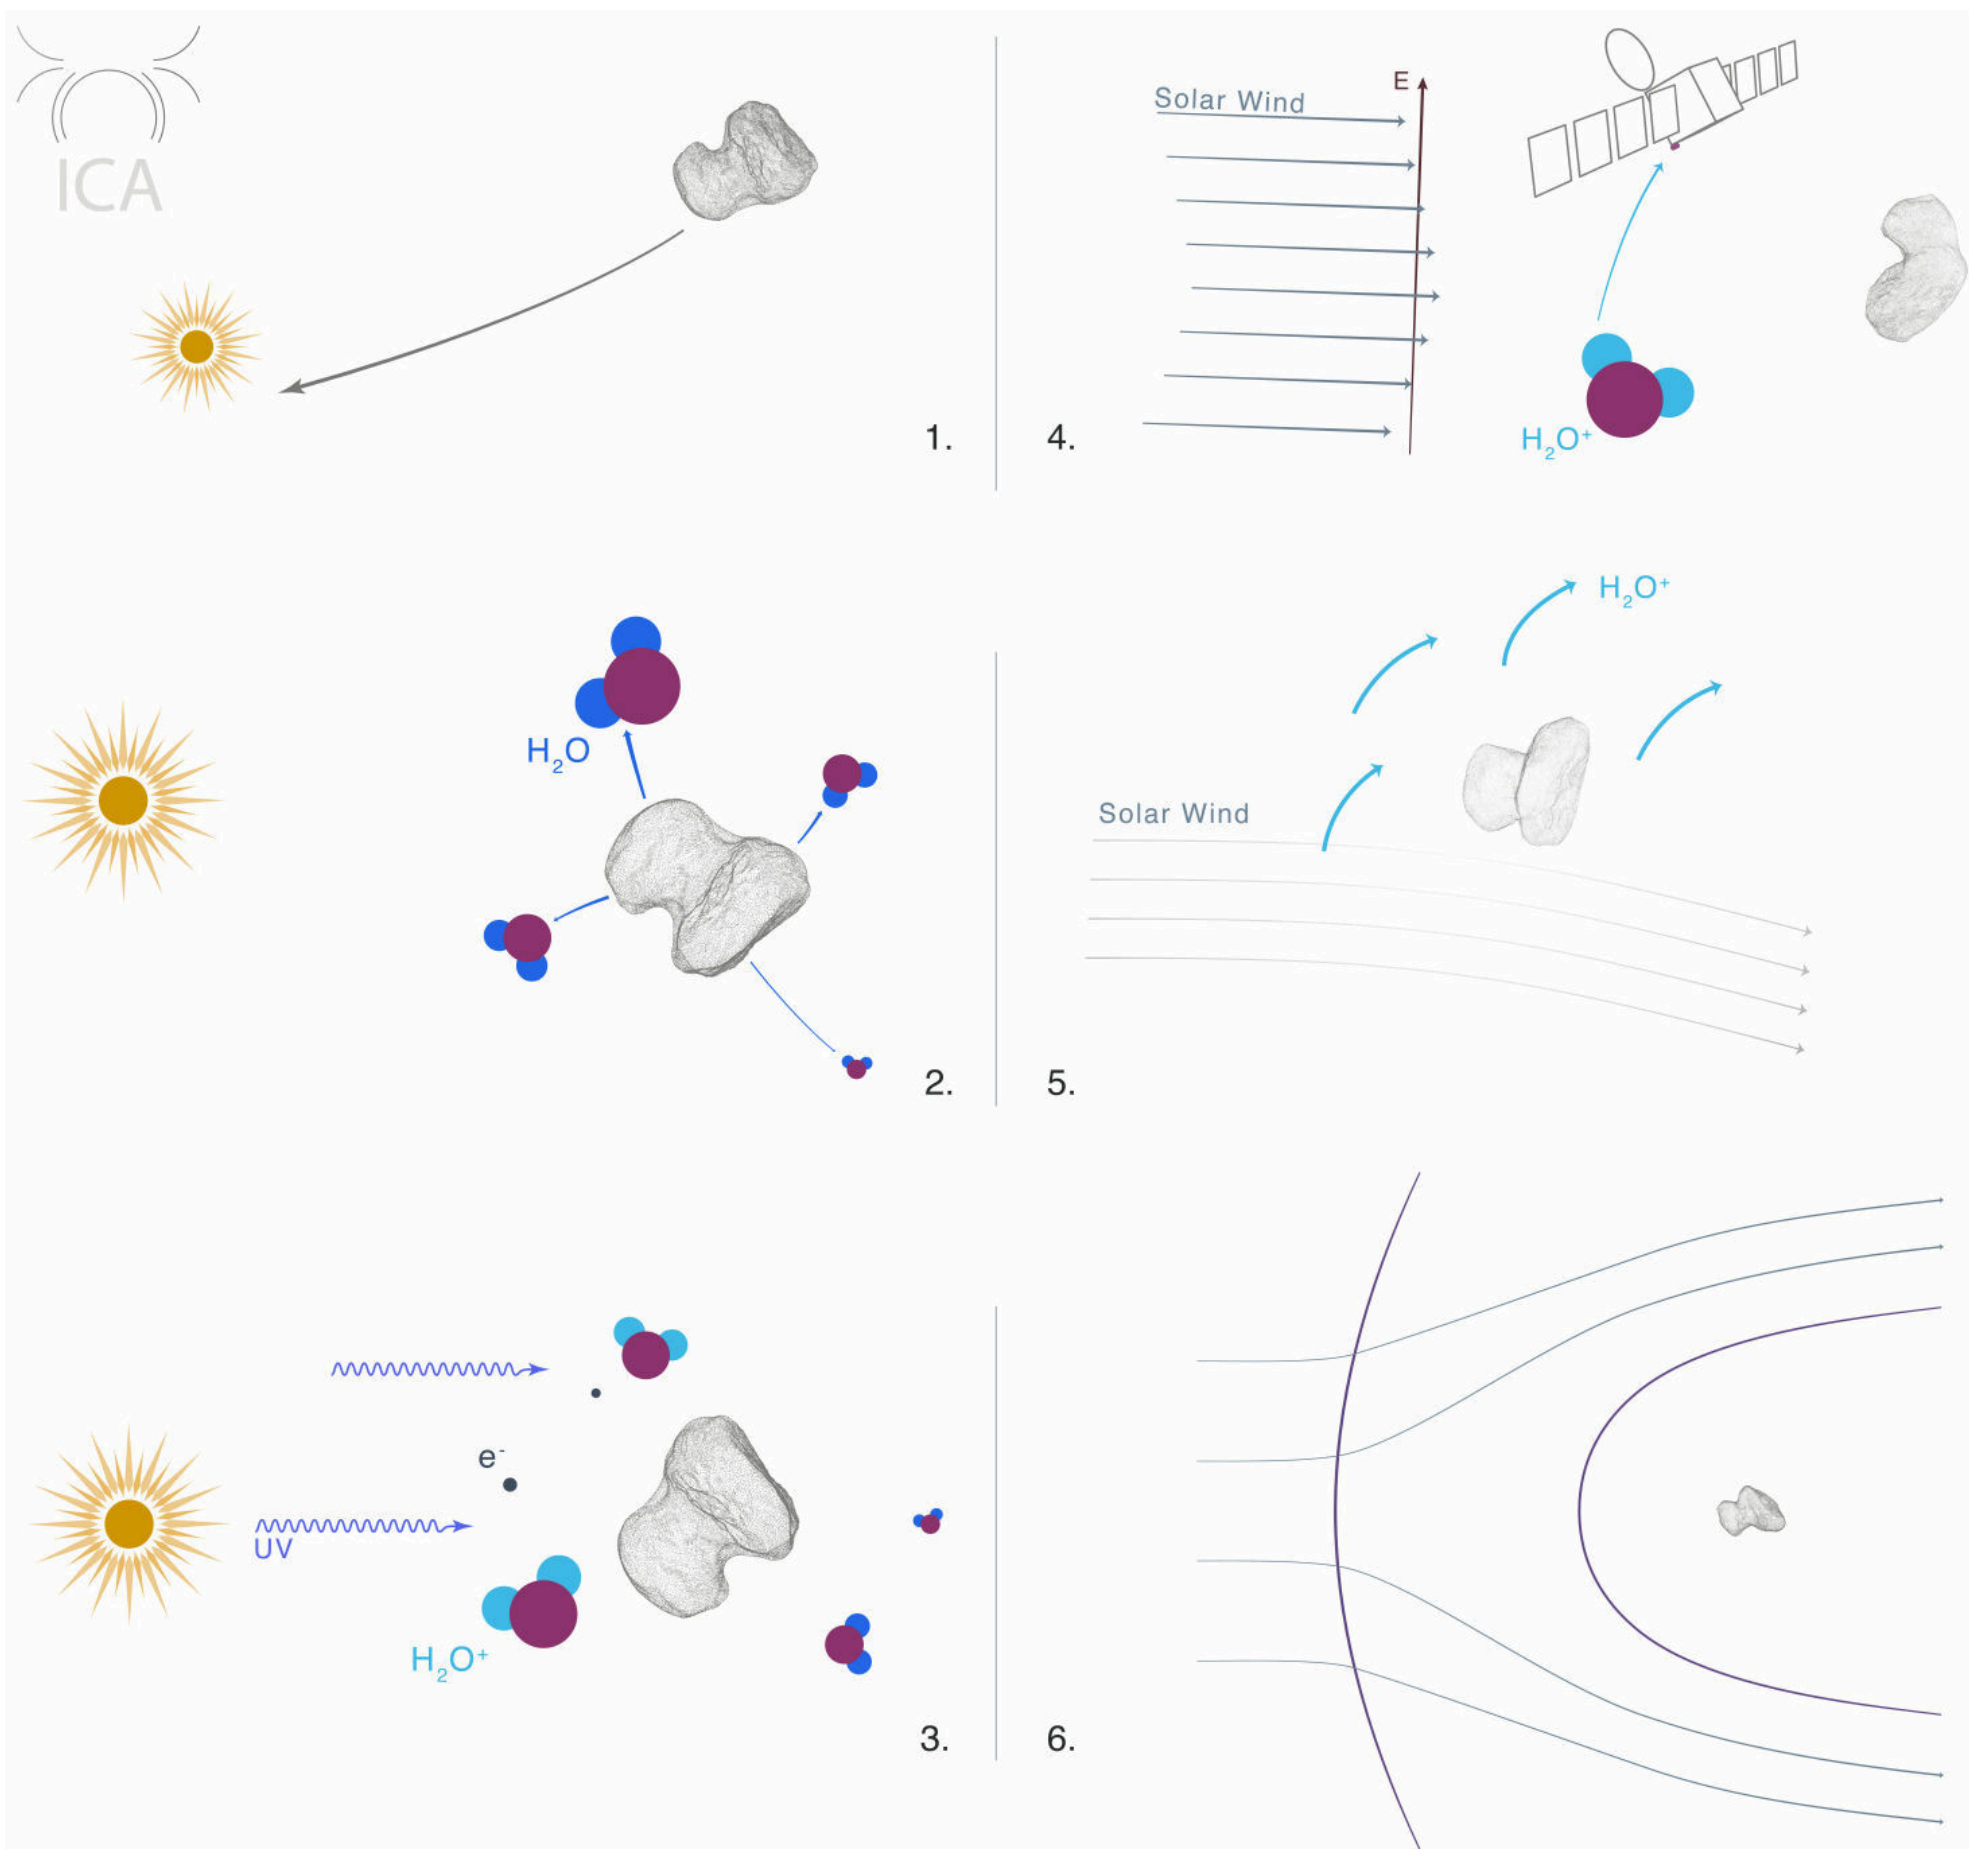 ICA
1.
H₂O
2.
e⁻
UV
H₂O⁺
3.
E
Solar Wind
H₂O⁺
4.
H₂O⁺
Solar Wind
5.
6.